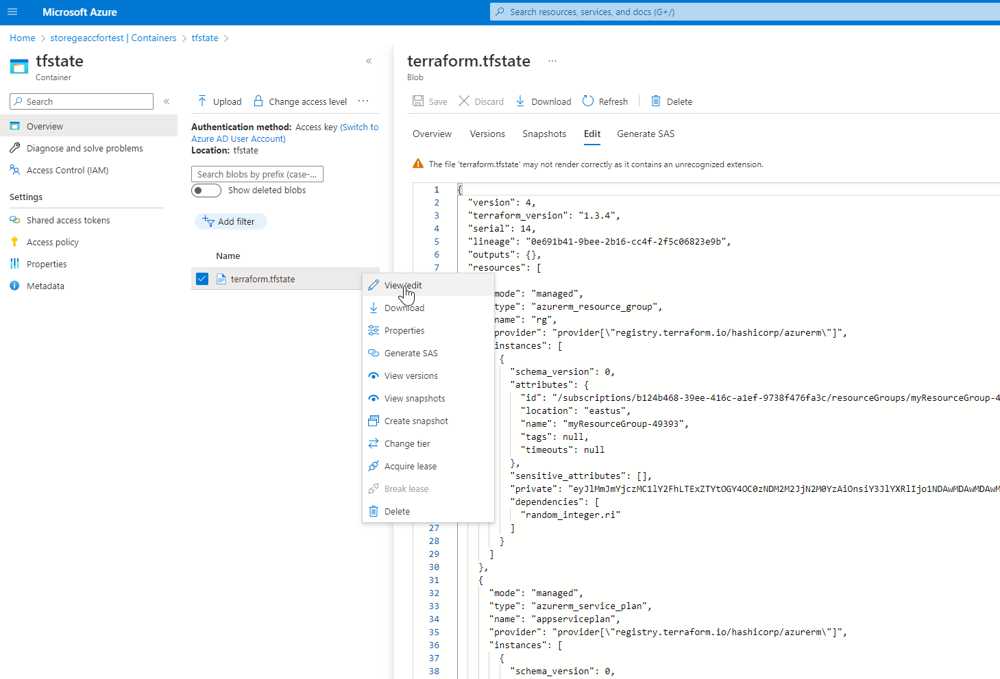 Microsoft Azure
Search resources, services, and docs (G+/)
Home > storegeaccfortest | Containers > tfstate >
tfstate
Container
«
Search
«
Overview
Diagnose and solve problems
Access Control (IAM)
Settings
Shared access tokens
Access policy
Properties
Metadata
Upload
Change access level
...
Authentication method: Access key (Switch to
Azure AD User Account)
Location: tfstate
Search blobs by prefix (case-...
Show deleted blobs
Add filter
Name
terraform.tfstate
View/edit
Download
Properties
Generate SAS
View versions
View snapshots
Create snapshot
Change tier
Acquire lease
Break lease
Delete
terraform.tfstate ...
Blob
Save
Discard
Download
Refresh
Delete
Overview
Versions
Snapshots
Edit
Generate SAS
The file 'terraform.tfstate' may not render correctly as it contains an unrecognized extension.
1 {
2 "version": 4,
3 "terraform_version": "1.3.4",
4 "serial": 14,
5 "lineage": "0e691b41-9bee-2b16-cc4f-2f5c06823e9b",
6 "outputs": {},
7 "resources": [
mode": "managed",
type": "azurerm_resource_group",
name": "rg",
provider": "provider[\"registry.terraform.io/hashicorp/azurerm\"]",
instances": [
{
"schema_version": 0,
"attributes": {
"id": "/subscriptions/b124b468-39ee-416c-a1ef-9738f476fa3c/resourceGroups/myResourceGroup-4
"location": "eastus",
"name": "myResourceGroup-49393",
"tags": null,
"timeouts": null
},
"sensitive_attributes": [],
"private": "eyJlMmJmYjczMC1lY2FhLTExZTYtOGY4OC0zNDM2M2JjN2M0YzAiOnsiY3JlYXRlIjo1NDAwMDAwMDAwM
"dependencies": [
"random_integer.ri"
27 ]
28 }
29 ]
30 },
31 {
32 "mode": "managed",
33 "type": "azurerm_service_plan",
34 "name": "appserviceplan",
35 "provider": "provider[\"registry.terraform.io/hashicorp/azurerm\"]",
36 "instances": [
37 {
38 "schema_version": 0,